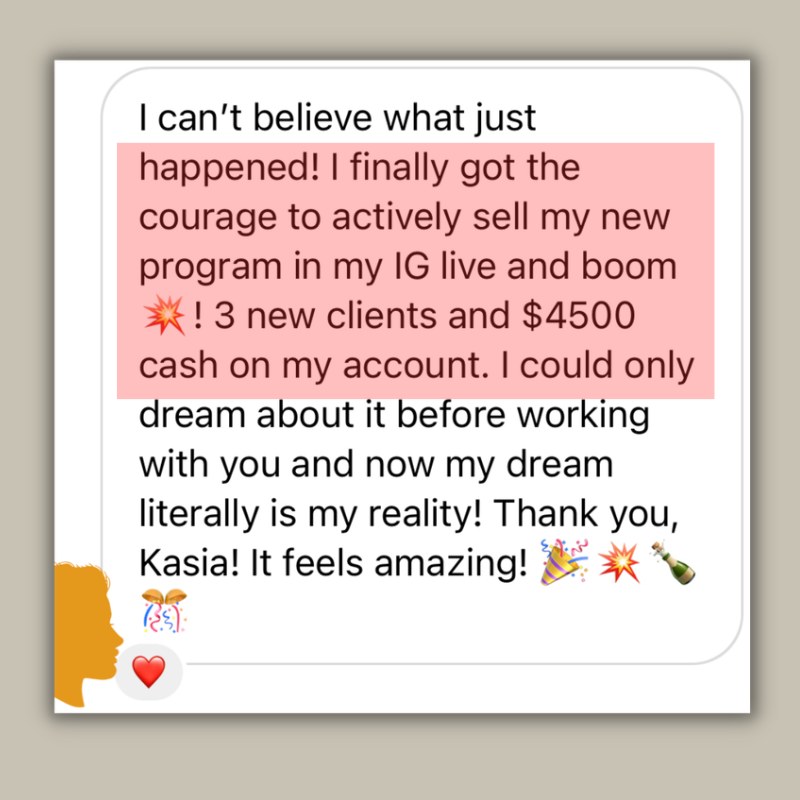 I can’t believe what just
happened! I finally got the
courage to actively sell my new
program in my IG live and boom
💥! 3 new clients and $4500
cash on my account. I could only
dream about it before working
with you and now my dream
literally is my reality! Thank you,
Kasia! It feels amazing! 🎉💥🍾
🎊